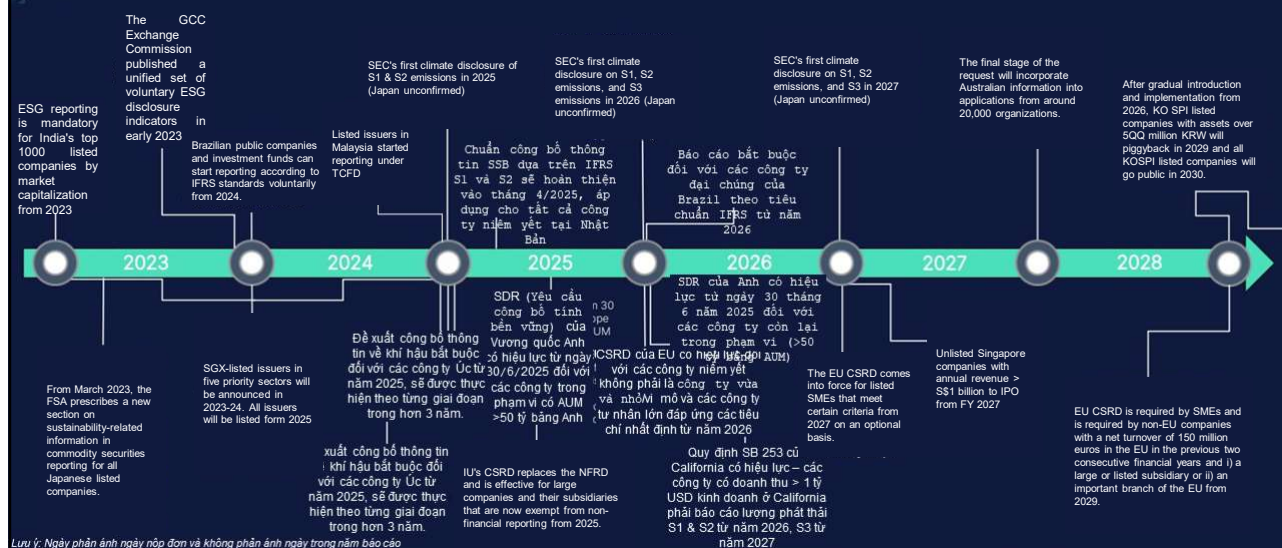 The GCC
Exchange
Commission
published a
unified set of
voluntary ESG
disclosure
indicators in
early 2023
ESG reporting
is mandatory
for India's top
1000 listed
companies by
market
capitalization
from 2023
Brazilian public companies
and investment funds can
start reporting according to
IFRS standards voluntarily
from 2024.
Listed issuers in
Malaysia started
reporting under
TCFD
SEC's first climate disclosure of
S1 & S2 emissions in 2025
(Japan unconfirmed)
Chuẩn công bố thông
tin SSB dựa trên IFRS
S1 và S2 sẽ hoàn thiện
vào tháng 4/2025, áp
dụng cho tất cả công
ty niêm yết tại Nhật
Bản
SEC's first climate
disclosure on S1, S2
emissions, and S3
emissions in 2026 (Japan
unconfirmed)
Báo cáo bắt buộc
đối với các công ty
đại chúng của
Brazil theo tiêu
chuẩn IFRS từ năm
2026
SEC's first climate
disclosure on S1, S2
emissions, and S3 in 2027
(Japan unconfirmed)
The final stage of the
request will incorporate
Australian information into
applications from around
20,000 organizations.
After gradual introduction
and implementation from
2026, KO SPI listed
companies with assets over
5QQ million KRW will
piggyback in 2029 and all
KOSPI listed companies will
go public in 2030.
2023
2024
2025
2026
2027
2028
From March 2023, the
FSA prescribes a new
section on
sustainability-related
information in
commodity securities
reporting for all
Japanese listed
companies.
SGX-listed issuers in
five priority sectors will
be announced in
2023-24. All issuers
will be listed form 2025
Đề xuất công bố thông
tin về khí hậu bắt buộc
đối với các công ty Úc từ
năm 2025, sẽ được thực
hiện theo từng giai đoạn
trong hơn 3 năm.
xuất công bố thông tin
khí hậu bắt buộc đối
với các công ty Úc từ
năm 2025, sẽ được thực
hiện theo từng giai đoạn
trong hơn 3 năm.
SDR (Yêu cầu
công bố tính
bền vững) của
Vương quốc Anh
có hiệu lực từ ngày
30/6/2025 đối với
các công ty trong
phạm vi có AUM
>50 tỷ bảng Anh
IU's CSRD replaces the NFRD
and is effective for large
companies and their subsidiaries
that are now exempt from non-
financial reporting from 2025.
SDR của Anh có hiệu
lực từ ngày 30 tháng
6 năm 2025 đối với
các công ty còn lại
trong phạm vi (>50
AUM)
CSRD của EU có hiệu lực
với các công ty niêm yết
không phải là công ty vừa
và nhỏ mô và các công ty
tư nhân lớn đáp ứng các tiêu
chí nhất định từ năm 2026
Quy định SB 253
California có hiệu lực – các
công ty có doanh thu > 1 tỷ
USD kinh doanh ở California
phải báo cáo lượng phát thải
S1 & S2 từ năm 2026, S3 từ
năm 2027
The EU CSRD comes
into force for listed
SMEs that meet
certain criteria from
2027 on an optional
basis.
Unlisted Singapore
companies with
annual revenue >
S$1 billion to IPO
from FY 2027
EU CSRD is required by SMEs and
is required by non-EU companies
with a net turnover of 150 million
euros in the EU in the previous two
consecutive financial years and i) a
large or listed subsidiary or ii) an
important branch of the EU from
2029.
Lưu ý: Ngày phản ánh ngày nộp đơn và không phản ánh ngày trong năm báo cáo